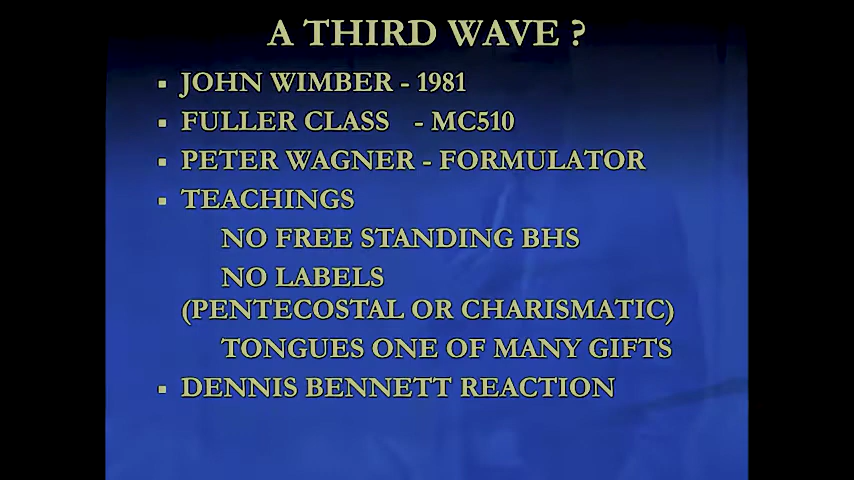 A THIRD WAVE ?
▪ JOHN WIMBER - 1981
▪ FULLER CLASS - MC510
▪ PETER WAGNER - FORMULATOR
▪ TEACHINGS
NO FREE STANDING BHS
NO LABELS
(PENTECOSTAL OR CHARISMATIC)
TONGUES ONE OF MANY GIFTS
▪ DENNIS BENNETT REACTION